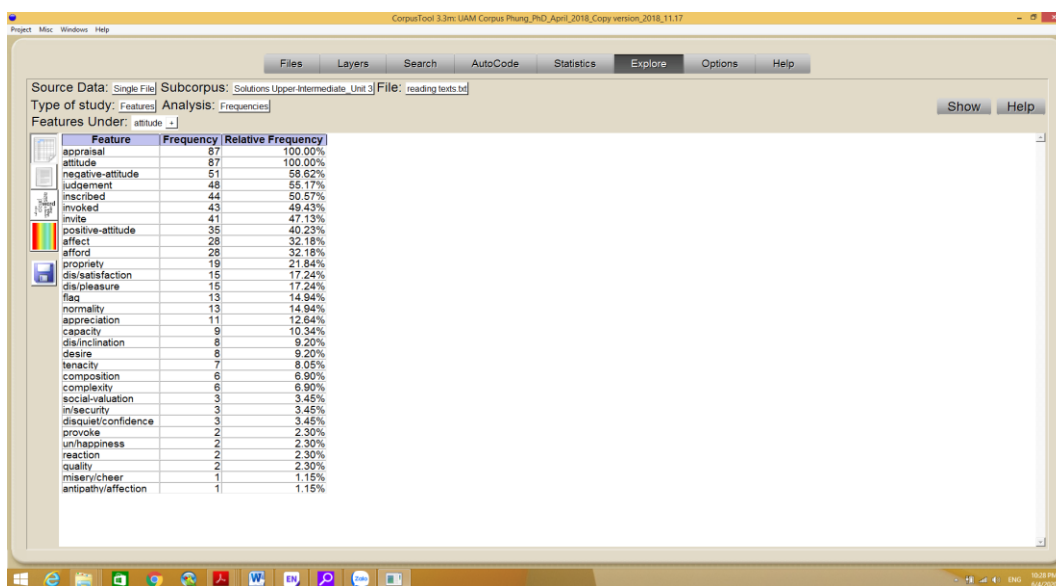 CorpusTool 3.3m: UAM Corpus Phung_PhD_April_2018_Copy version_2018_11.17
Project Misc Windows Help
Files Layers Search AutoCode Statistics Explore Options Help
Source Data: Single File Subcorpus: Solutions Upper-Intermediate_Unit 3 File: reading texts.txt
Type of study: Features Analysis: Frequencies
Show Help
Features Under: attitude +
Feature Frequency Relative Frequency
appraisal 87 100.00%
attitude 87 100.00%
negative-attitude 51 58.62%
judgement 48 55.17%
inscribed 44 50.57%
invoked 43 49.43%
invite 41 47.13%
positive-attitude 35 40.23%
affect 28 32.18%
afford 28 32.18%
propriety 19 21.84%
dis/satisfaction 15 17.24%
dis/pleasure 15 17.24%
flag 13 14.94%
normality 13 14.94%
appreciation 11 12.64%
capacity 9 10.34%
dis/inclination 8 9.20%
desire 8 9.20%
tenacity 7 8.05%
composition 6 6.90%
complexity 6 6.90%
social-valuation 3 3.45%
in/security 3 3.45%
disquiet/confidence 3 3.45%
provoke 2 2.30%
un/happiness 2 2.30%
reaction 2 2.30%
quality 2 2.30%
misery/cheer 1 1.15%
antipathy/affection 1 1.15%
EN Zalo ENG 10:28 PM